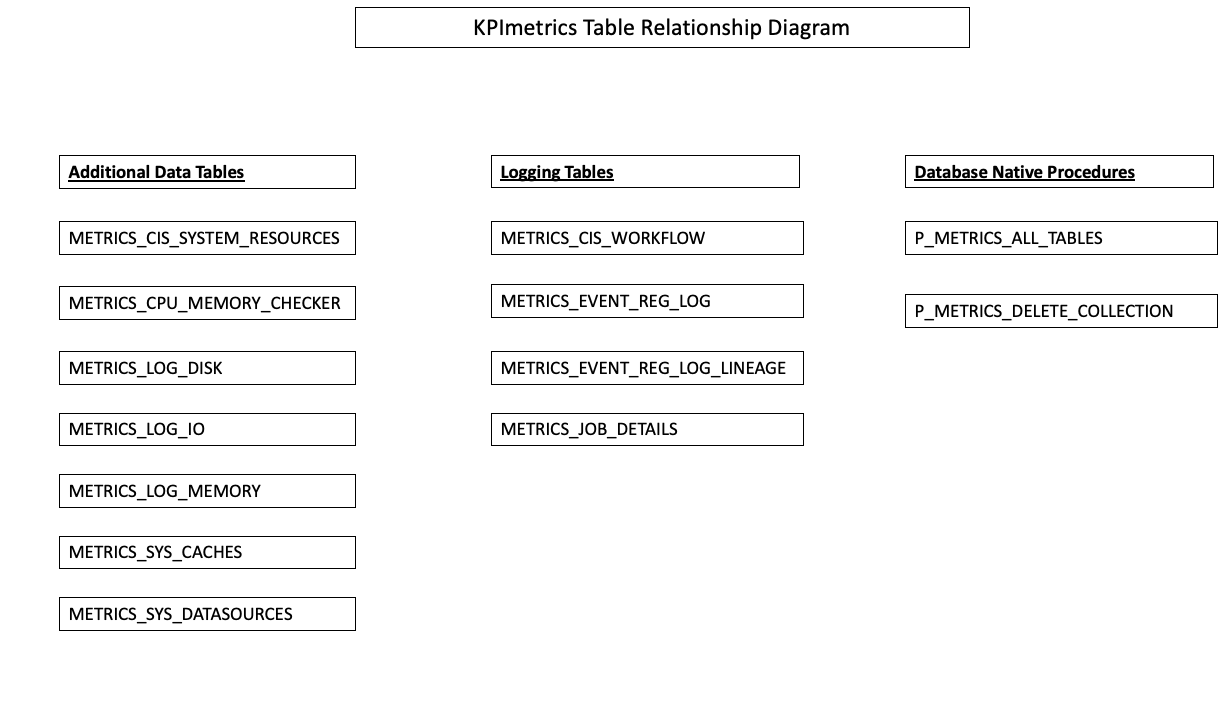 KPImetrics Table Relationship Diagram
Additional Data Tables
METRICS_CIS_SYSTEM_RESOURCES
METRICS_CPU_MEMORY_CHECKER
METRICS_LOG_DISK
METRICS_LOG_IO
METRICS_LOG_MEMORY
METRICS_SYS_CACHES
METRICS_SYS_DATASOURCES
Logging Tables
METRICS_CIS_WORKFLOW
METRICS_EVENT_REG_LOG
METRICS_EVENT_REG_LOG_LINEAGE
METRICS_JOB_DETAILS
Database Native Procedures
P_METRICS_ALL_TABLES
P_METRICS_DELETE_COLLECTION